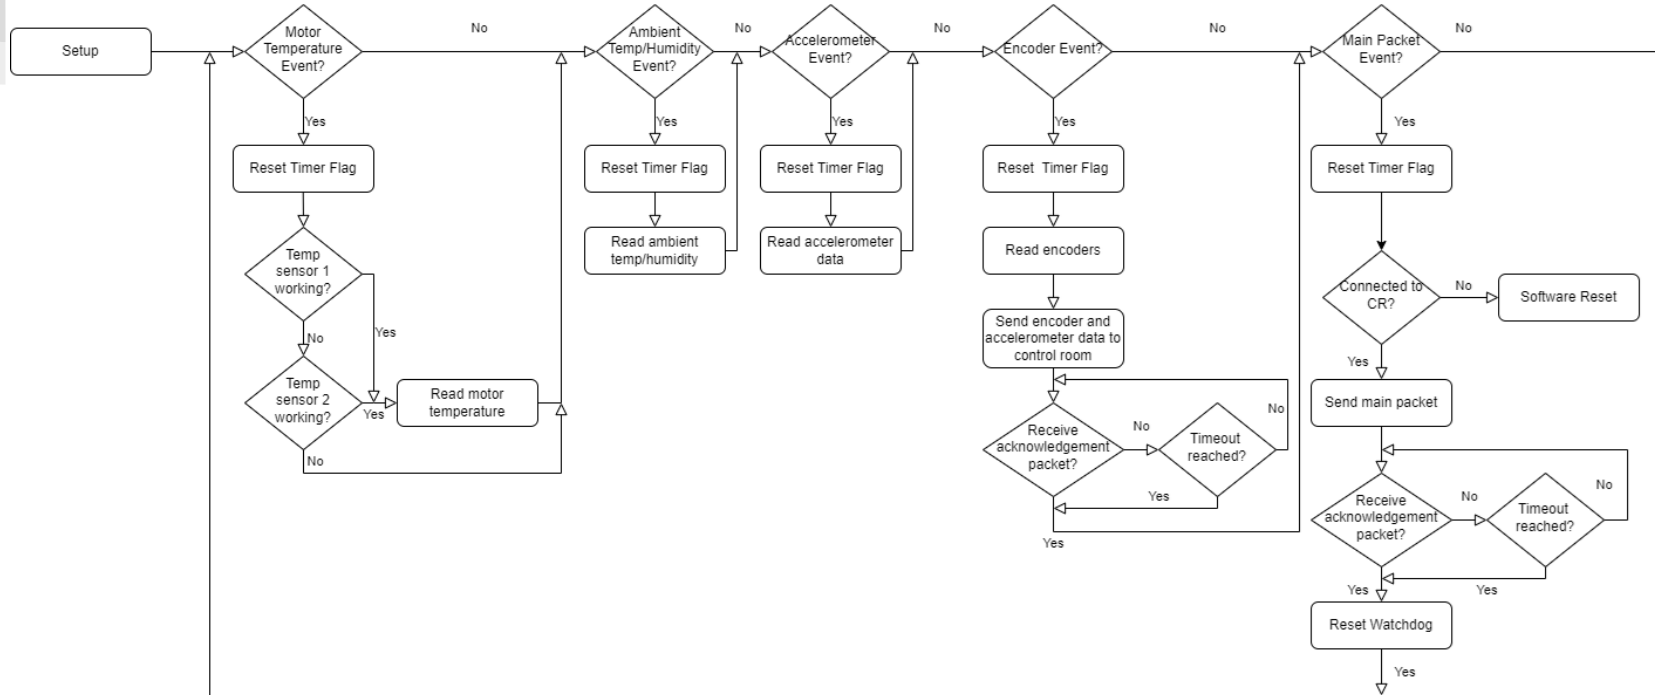 Setup
Motor
Temperature
Event?
No
Yes
Reset Timer Flag
Temp
sensor 1
working?
Yes
No
Temp
sensor 2
working?
Yes
Read motor
temperature
No
Ambient
Temp/Humidity
Event?
No
Yes
Reset Timer Flag
Read ambient
temp/humidity
Accelerometer
Event?
No
Yes
Reset Timer Flag
Read accelerometer
data
Encoder Event?
No
Yes
Reset Timer Flag
Read encoders
Send encoder and
accelerometer data to
control room
Receive
acknowledgement
packet?
No
Timeout
reached?
No
Yes
Yes
Main Packet
Event?
No
Yes
Reset Timer Flag
Connected to
CR?
No
Software Reset
Yes
Send main packet
Receive
acknowledgement
packet?
No
Timeout
reached?
No
Yes
Yes
Reset Watchdog
Yes